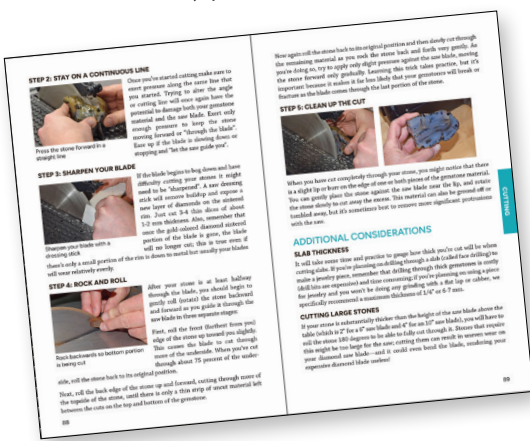 STEP 2: STAY ON A CONTINUOUS LINE
Once you've started cutting make sure to
exert pressure along the same line that
you started. Trying to alter the angle
or cutting line will once again have the
potential to damage both your gemstone
material and the saw blade. Exert only
enough pressure to keep the stone
moving forward or "through the blade".
Ease up if the blade is slowing down or
stopping and "let the saw guide you".
Press the stone forward in a
straight line
STEP 3: SHARPEN YOUR BLADE
If the blade begins to bog down and have
difficulty cutting your stones it might
need to be "sharpened". A saw dressing
stick will remove buildup and expose a
new layer of diamonds on the sintered
rim. Just cut 3-4 thin slices of about
1-2 mm thickness. Also, remember that
once the gold-colored diamond sintered
portion of the blade is gone, the blade
will no longer cut; this is true even if
Sharpen your blade with a
dressing stick
there's only a small portion of the rim is down to metal but usually your blades
will wear relatively evenly.
STEP 4: ROCK AND ROLL
After your stone is at least halfway
through the blade, you should begin to
gently roll (rotate) the stone backward
and forward as you guide it through the
saw blade in three separate stages:
First, roll the front (furthest from you)
edge of the stone up toward you slightly.
This causes the blade to cut through
more of the underside. When you've cut
through about 75 percent of the under-
Rock backwards so bottom portion
is being cut
side, roll the stone back to its original position.
Next, roll the back edge of the stone up and forward, cutting through more of
the topside of the stone, until there is only a thin strip of uncut material left
between the cuts on the top and bottom of the gemstone.
88
Now again roll the stone back to its original position and then slowly cut through
the remaining material as you rock the stone back and forth very gently. As
you're doing so, try to apply only slight pressure against the saw blade, moving
the stone forward only gradually. Learning this trick takes practice, but it's
important because it makes it far less likely that your gemstones will break or
fracture as the blade comes through the last portion of the stone.
STEP 5: CLEAN UP THE CUT
When you have cut completely through your stone, you might notice that there
is a slight lip or burr on the edge of one or both pieces of the gemstone material.
You can gently place the stone against the saw blade near the lip, and rotate
the stone slowly to cut away the excess. This material can also be ground off or
tumbled away, but it's sometimes best to remove more significant protrusions
with the saw.
CUTTING
ADDITIONAL CONSIDERATIONS
SLAB THICKNESS
It will take some time and practice to gauge how thick you're cut will be when
cutting slabs. If you're planning on drilling through a slab (called face drilling) to
make a jewelry piece, remember that drilling through thick gemstones is costly
(drill bits are expensive) and time consuming. If you're planning on using a piece
for jewelry and you won't be doing any grinding with a flat lap or rubber, we
specifically recommend a maximum thickness of 1/4" or 6-7 mm.
CUTTING LARGE STONES
If your stone is substantially thicker than the height of the saw blade above the
table (which is 2" for a 6" saw blade and 4" for an 10" saw blade), you will have to
roll the stone 180 degrees to be able to fully cut through it. Stones that require
this might be too large for the saw; cutting them can result in uneven wear on
your diamond saw blade—and it could even bend the blade, rendering your
expensive diamond blade useless!
89